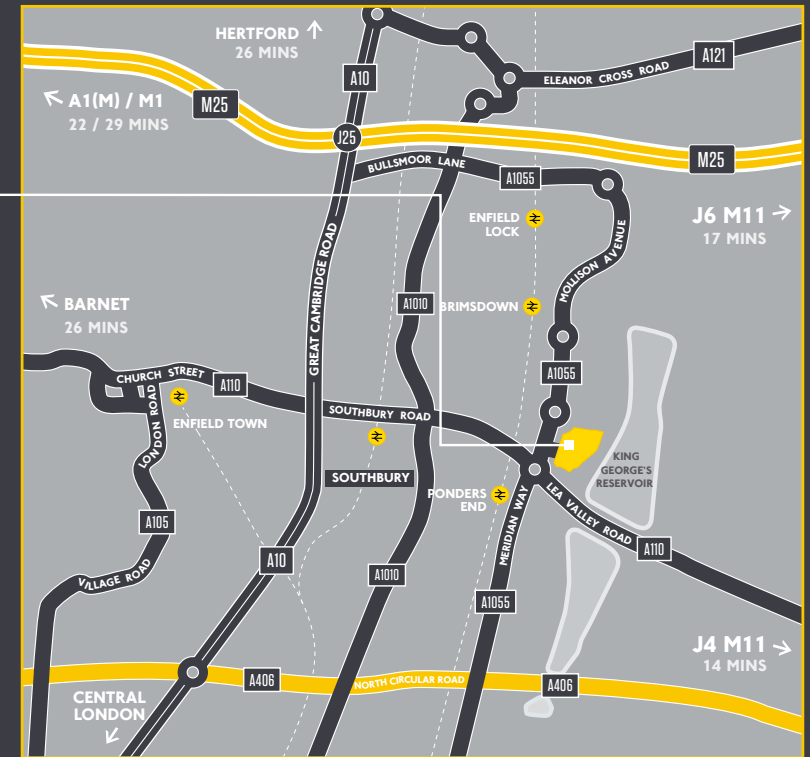 HERTFORD
26 MINS
A10
A121
ELEANOR CROSS ROAD
A1(M) / M1
22 / 29 MINS
M25
J25
M25
BULLSMOOR LANE
A1055
ENFIELD
LOCK
J6 M11
17 MINS
MOLLISON AVENUE
GREAT CAMBRIDGE ROAD
BARNET
26 MINS
A1010
BRIMSDOWN
CHURCH STREET
A110
A1055
LONDON ROAD
ENFIELD TOWN
SOUTHBURY ROAD
KING
GEORGE'S
RESERVOIR
SOUTHBURY
PONDERS
END
MERIDIAN WAY
LEA VALLEY ROAD
A105
A110
A10
VILLAGE ROAD
A1010
A1055
J4 M11
14 MINS
A406
NORTH CIRCULAR ROAD
A406
CENTRAL
LONDON